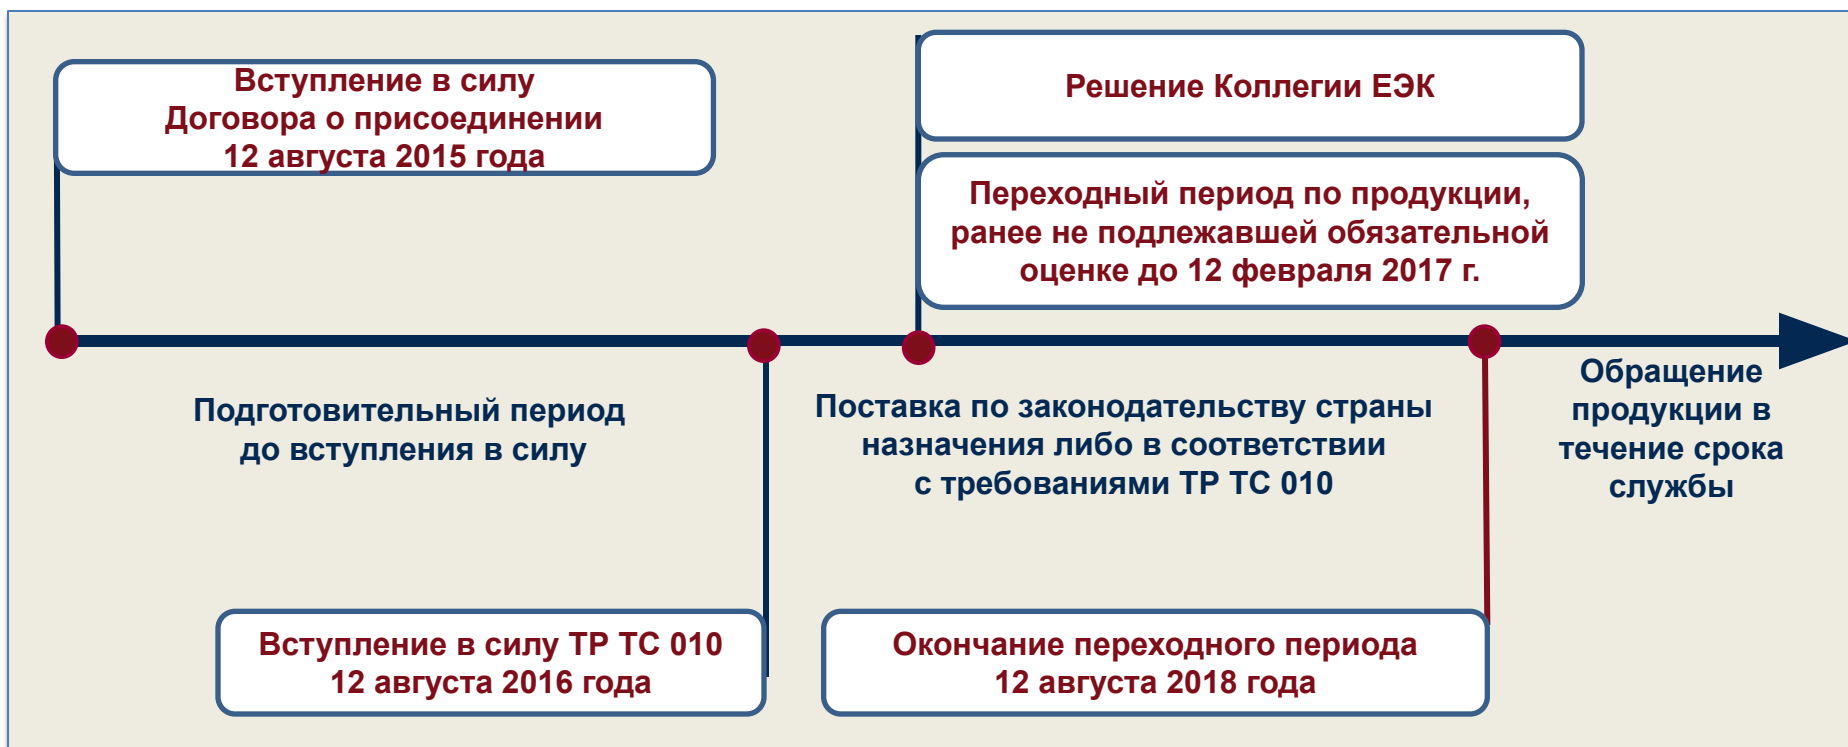 Вступление в силу
Договора о присоединении
12 августа 2015 года
Решение Коллегии ЕЭК
Переходный период по продукции,
ранее не подлежавшей обязательной
оценке до 12 февраля 2017 г.
Подготовительный период
до вступления в силу
Поставка по законодательству страны
назначения либо в соответствии
с требованиями ТР ТС 010
Обращение
продукции в
течение срока
службы
Вступление в силу ТР ТС 010
12 августа 2016 года
Окончание переходного периода
12 августа 2018 года